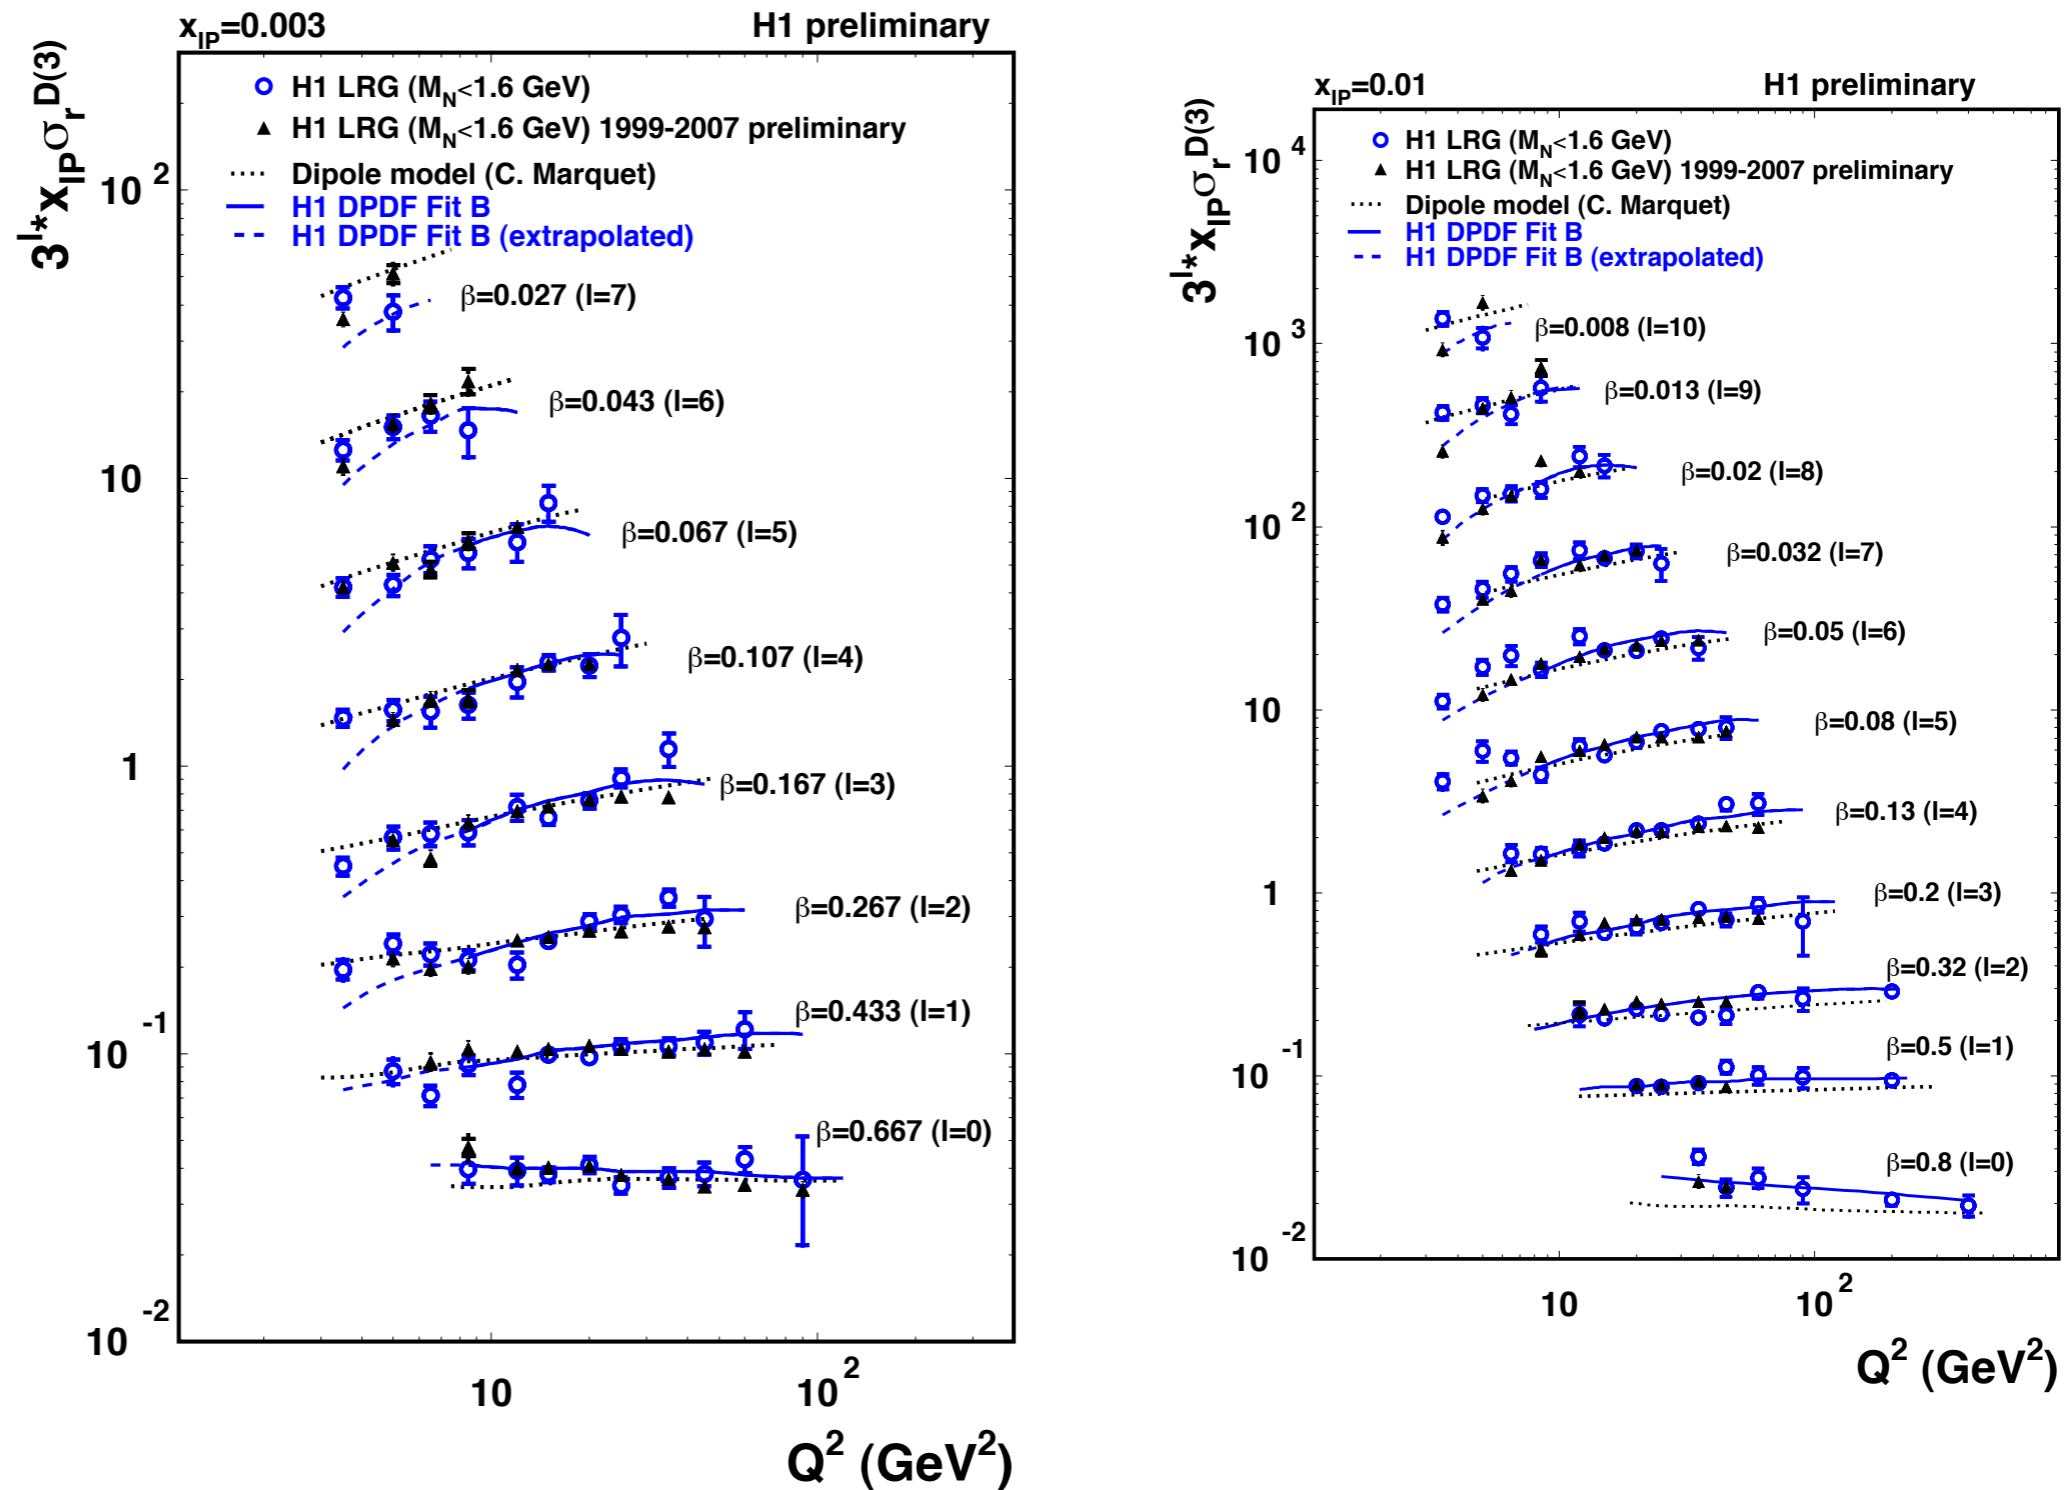 x_IP=0.003 H1 preliminary
3^l*x_IP σ_r^D(3)
H1 LRG (M_N<1.6 GeV)
H1 LRG (M_N<1.6 GeV) 1999-2007 preliminary
Dipole model (C. Marquet)
H1 DPDF Fit B
H1 DPDF Fit B (extrapolated)
10^2
10
1
10^-1
10^-2
β=0.027 (l=7)
β=0.043 (l=6)
β=0.067 (l=5)
β=0.107 (l=4)
β=0.167 (l=3)
β=0.267 (l=2)
β=0.433 (l=1)
β=0.667 (l=0)
10 10^2
Q^2 (GeV^2)
x_IP=0.01 H1 preliminary
3^l*x_IP σ_r^D(3)
H1 LRG (M_N<1.6 GeV)
H1 LRG (M_N<1.6 GeV) 1999-2007 preliminary
Dipole model (C. Marquet)
H1 DPDF Fit B
H1 DPDF Fit B (extrapolated)
10^4
10^3
10^2
10
1
10^-1
10^-2
β=0.008 (l=10)
β=0.013 (l=9)
β=0.02 (l=8)
β=0.032 (l=7)
β=0.05 (l=6)
β=0.08 (l=5)
β=0.13 (l=4)
β=0.2 (l=3)
β=0.32 (l=2)
β=0.5 (l=1)
β=0.8 (l=0)
10 10^2
Q^2 (GeV^2)